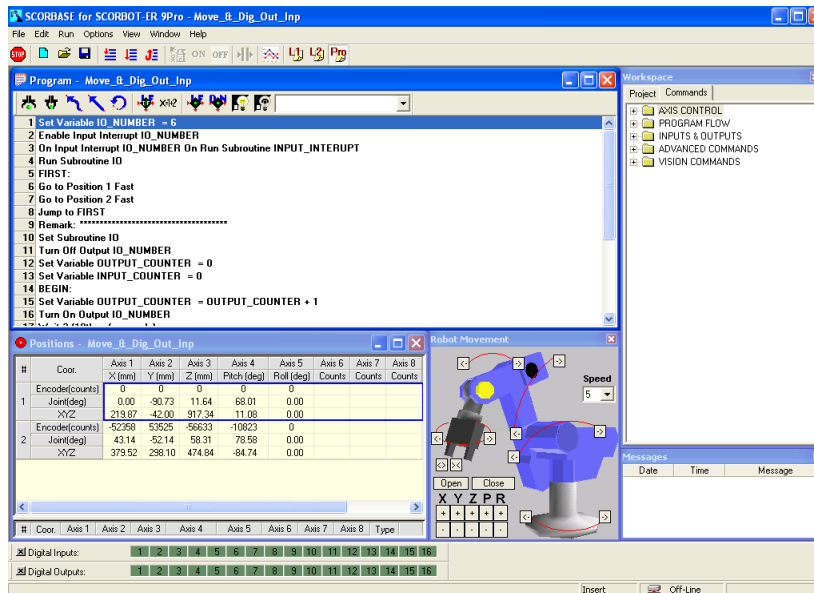 SCORBASE for SCORBOT-ER 9Pro - Move_&_Dig_Out_Inp
File Edit Run Options View Window Help
STOP ON OFF L1 L2 Prg
Program - Move_&_Dig_Out_Inp
1 Set Variable IO_NUMBER = 6
2 Enable Input Interrupt IO_NUMBER
3 On Input Interrupt IO_NUMBER On Run Subroutine INPUT_INTERUPT
4 Run Subroutine IO
5 FIRST:
6 Go to Position 1 Fast
7 Go to Position 2 Fast
8 Jump to FIRST
9 Remark: *************************************
10 Set Subroutine IO
11 Turn Off Output IO_NUMBER
12 Set Variable OUTPUT_COUNTER = 0
13 Set Variable INPUT_COUNTER = 0
14 BEGIN:
15 Set Variable OUTPUT_COUNTER = OUTPUT_COUNTER + 1
16 Turn On Output IO_NUMBER
Workspace
Project Commands
AXIS CONTROL
PROGRAM FLOW
INPUTS & OUTPUTS
ADVANCED COMMANDS
VISION COMMANDS
Positions - Move_&_Dig_Out_Inp
# Coor. Axis 1 Axis 2 Axis 3 Axis 4 Axis 5 Axis 6 Axis 7 Axis 8
X (mm) Y (mm) Z (mm) Pitch (deg) Roll (deg) Counts Counts Counts
Encoder(counts) 0 0 0 0 0
1 Joint(deg) 0.00 -90.73 11.64 68.01 0.00
XYZ 219.87 -42.00 917.34 11.08 0.00
Encoder(counts) -52358 53525 -56633 -10823 0
2 Joint(deg) 43.14 -52.14 58.31 78.58 0.00
XYZ 379.52 298.10 474.84 -84.74 0.00
# Coor. Axis 1 Axis 2 Axis 3 Axis 4 Axis 5 Axis 6 Axis 7 Axis 8 Type
Robot Movement
Speed
5
Open Close
X Y Z P R
+ + + + +
- - - - -
Messages
Date Time Message
Digital Inputs: 1 2 3 4 5 6 7 8 9 10 11 12 13 14 15 16
Digital Outputs: 1 2 3 4 5 6 7 8 9 10 11 12 13 14 15 16
Insert Off-Line